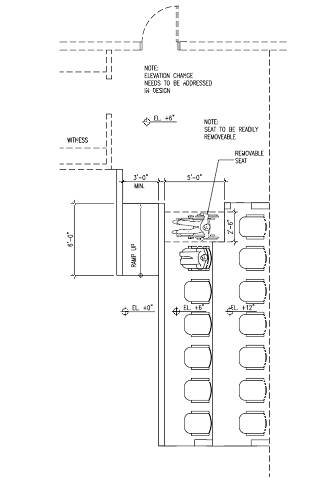 NOTE:
ELEVATION CHANGE
NEEDS TO BE ADDRESSED
IN DESIGN
EL. +6"
NOTE:
SEAT TO BE READILY
REMOVEABLE
WITNESS
REMOVABLE
SEAT
3'-0"
MIN.
5'-0"
6'-0"
RAMP UP
2'-6"
EL. +0"
EL. +6"
EL. +12"